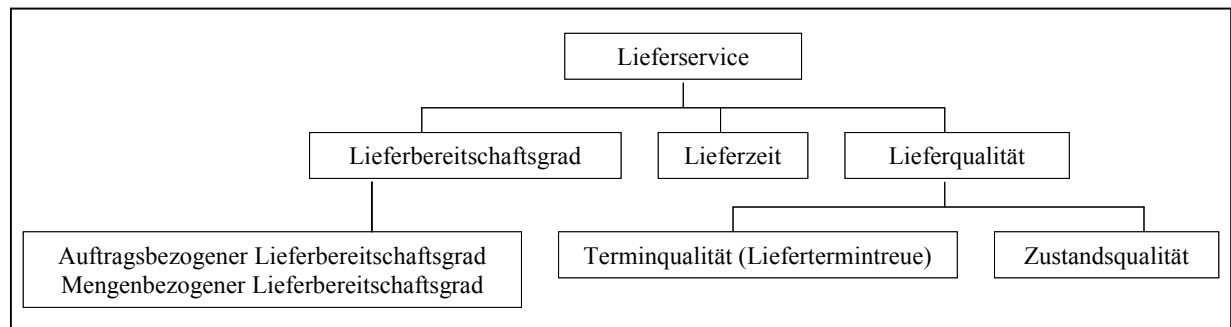 Lieferservice
Lieferbereitschaftsgrad
Lieferzeit
Lieferqualität
Auftragsbezogener Lieferbereitschaftsgrad
Mengenbezogener Lieferbereitschaftsgrad
Terminqualität (Liefertermintreue)
Zustandsqualität